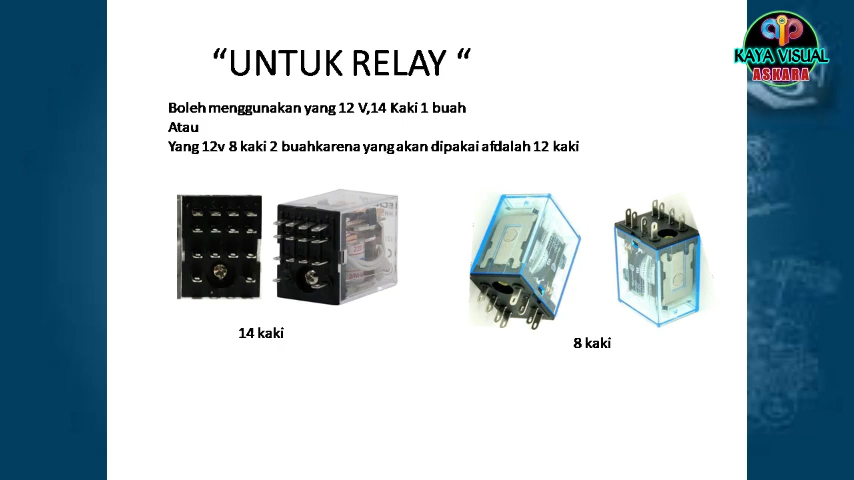 “UNTUK RELAY “
KAYA VISUAL
ASKARA
Boleh menggunakan yang 12 V,14 Kaki 1 buah
Atau
Yang 12v 8 kaki 2 buahkarena yang akan dipakai afdalah 12 kaki
14 kaki
8 kaki